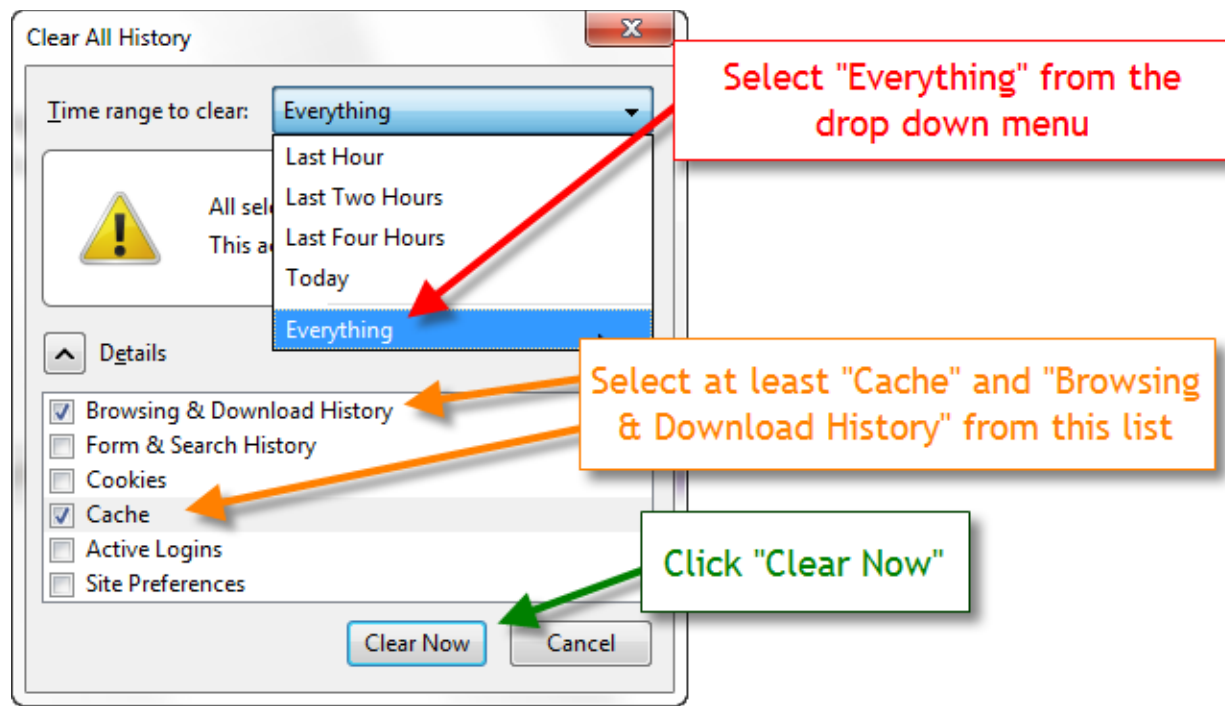 Clear All History
Time range to clear:
Everything
Select "Everything" from the
drop down menu
Last Hour
Last Two Hours
Last Four Hours
Today
Everything
All sel
This a
Details
Select at least "Cache" and "Browsing
& Download History" from this list
Browsing & Download History
Form & Search History
Cookies
Cache
Active Logins
Site Preferences
Click "Clear Now"
Clear Now
Cancel